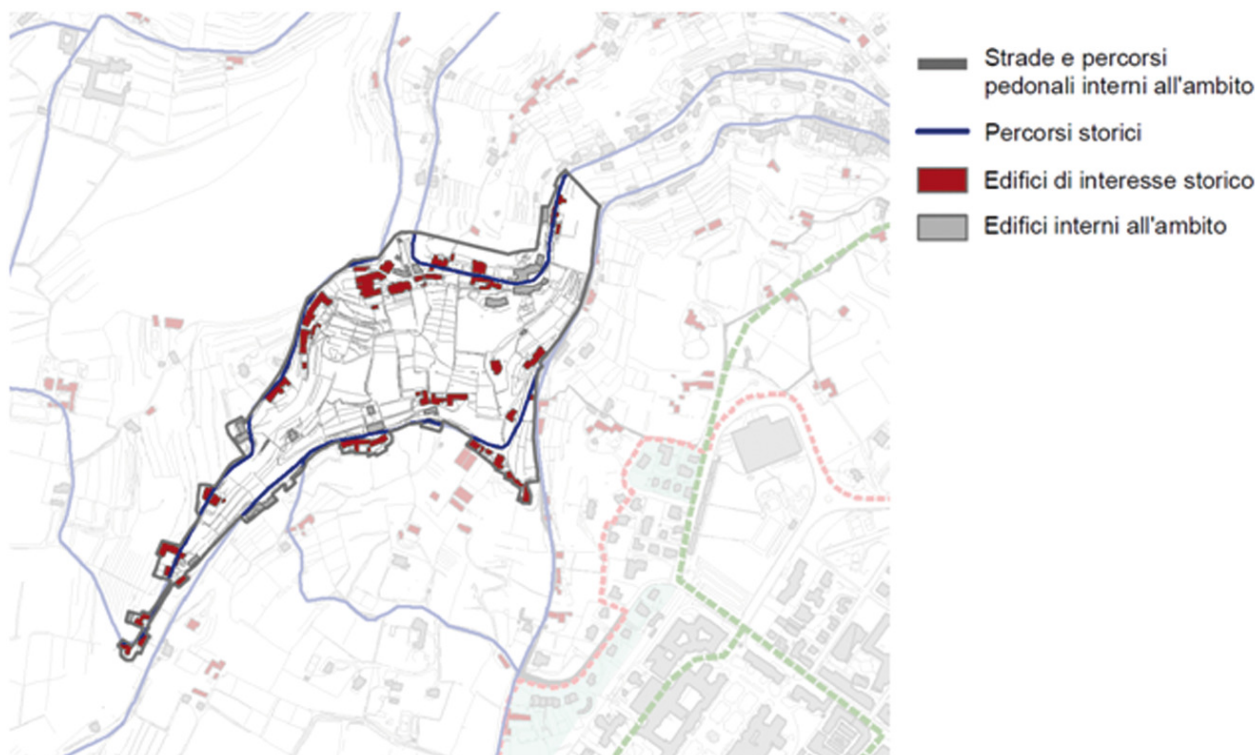 Strade e percorsi
pedonali interni all'ambito
Percorsi storici
Edifici di interesse storico
Edifici interni all'ambito